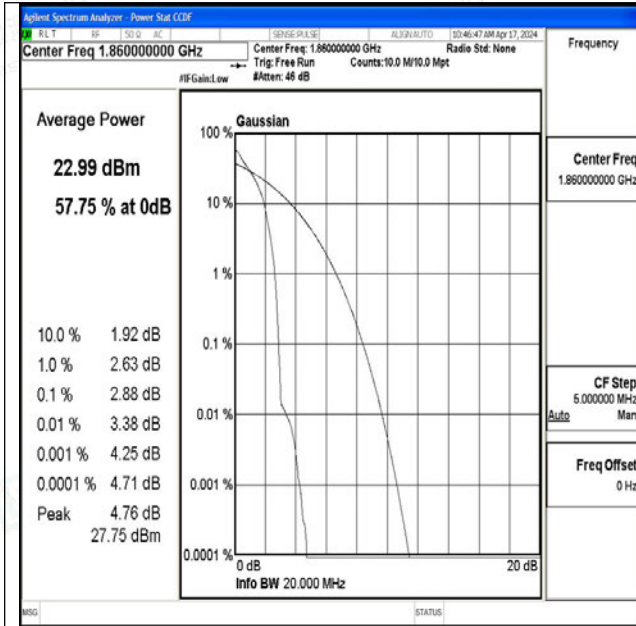 Agilent Spectrum Analyzer - Power Stat CCDF
RLT RF 50 Ω AC SENSE:PULSE ALIGNAUTO 10:46:47 AM Apr 17, 2024
Center Freq 1.860000000 GHz
Center Freq: 1.860000000 GHz Radio Std: None
Trig: Free Run Counts:10.0 M/10.0 Mpt
#IFGain:Low #Atten: 46 dB
Frequency
Average Power
22.99 dBm
57.75 % at 0dB
10.0 % 1.92 dB
1.0 % 2.63 dB
0.1 % 2.88 dB
0.01 % 3.38 dB
0.001 % 4.25 dB
0.0001 % 4.71 dB
Peak 4.76 dB
27.75 dBm
Gaussian
100 %
10 %
1 %
0.1 %
0.01 %
0.001 %
0.0001 %
0 dB 20 dB
Info BW 20.000 MHz
Center Freq
1.860000000 GHz
CF Step
5.000000 MHz
Auto Man
Freq Offset
0 Hz
MSG STATUS